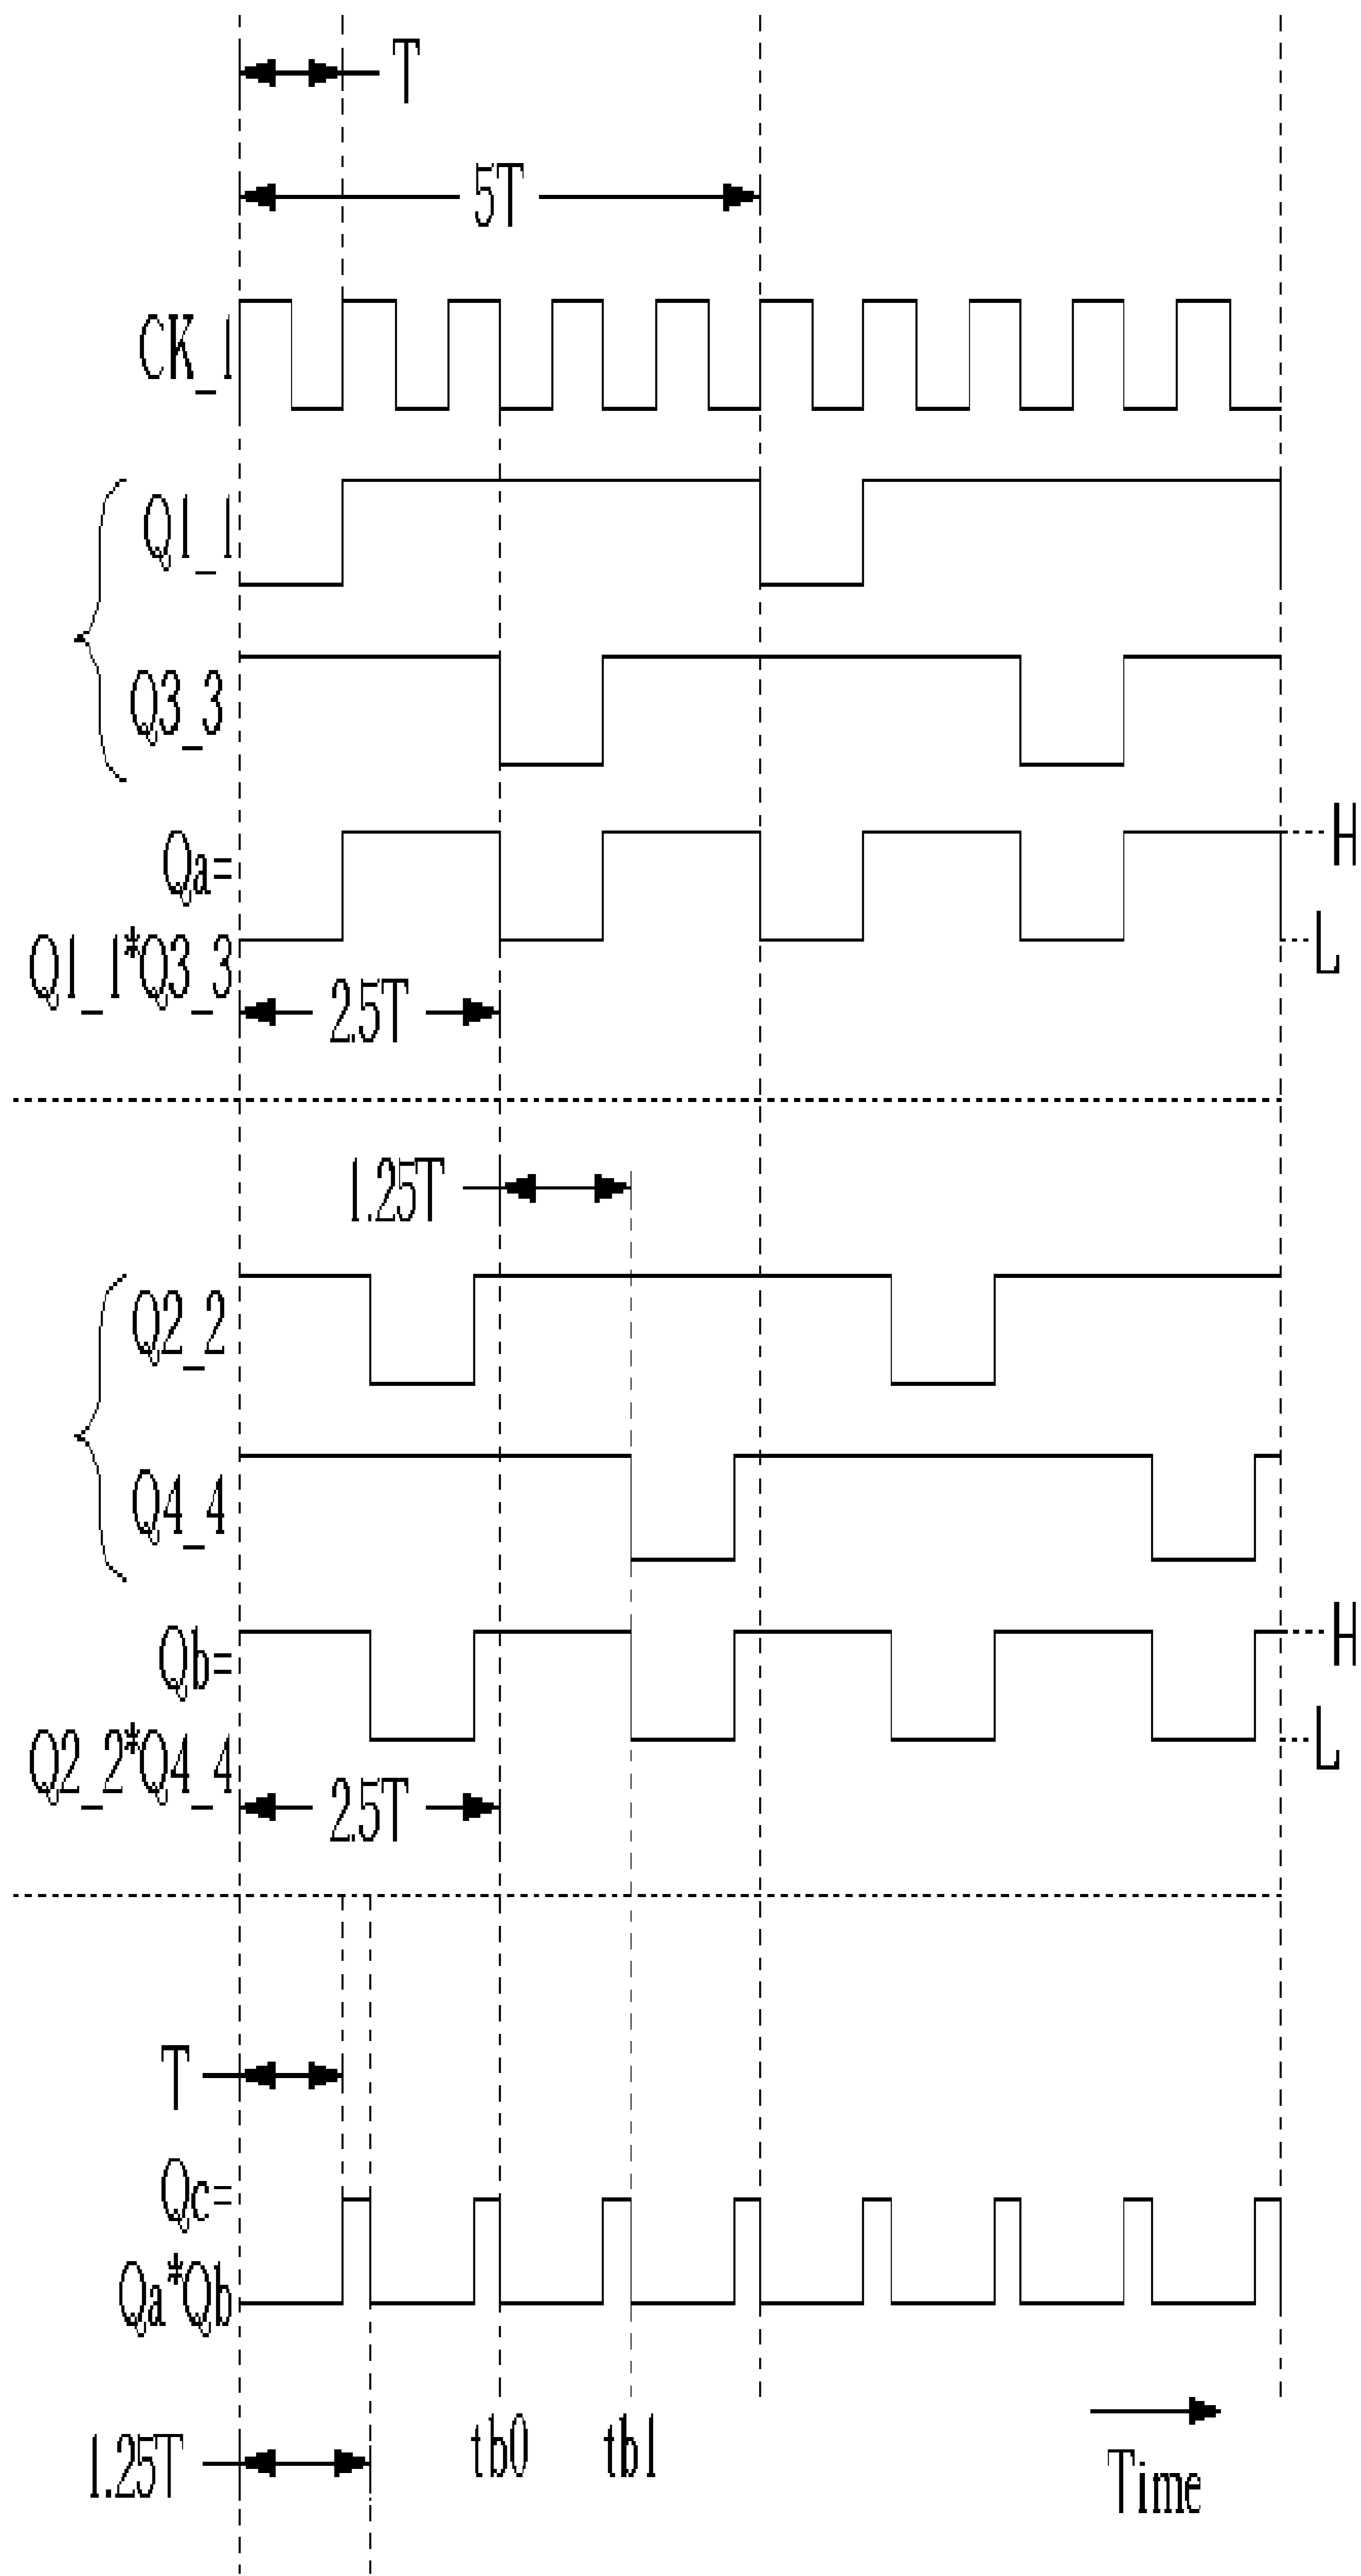 T
5T
CK_1
Q1_1
Q3_3
H
Qa=
Q1_1*Q3_3
L
2.5T
1.25T
Q2_2
Q4_4
H
Qb=
Q2_2*Q4_4
L
2.5T
T
Qc=
Qa*Qb
tb0
tb1
1.25T
Time